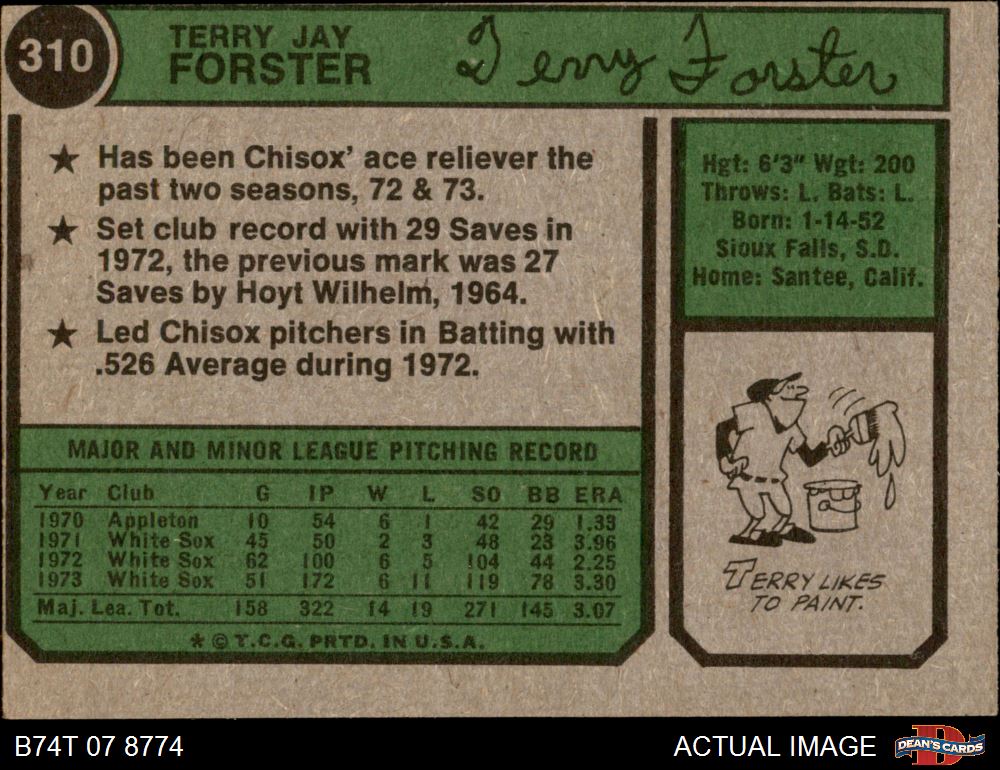 310
TERRY JAY
FORSTER
Terry Forster
★ Has been Chisox' ace reliever the
past two seasons, 72 & 73.
★ Set club record with 29 Saves in
1972, the previous mark was 27
Saves by Hoyt Wilhelm, 1964.
★ Led Chisox pitchers in Batting with
.526 Average during 1972.
Hgt: 6'3" Wgt: 200
Throws: L. Bats: L.
Born: 1-14-52
Sioux Falls, S.D.
Home: Santee, Calif.
MAJOR AND MINOR LEAGUE PITCHING RECORD
Year Club G IP W L SO BB ERA
1970 Appleton 10 54 6 1 42 29 1.33
1971 White Sox 45 50 2 3 48 23 3.96
1972 White Sox 62 100 6 5 104 44 2.25
1973 White Sox 51 172 6 11 119 78 3.30
Maj. Lea. Tot. 158 322 14 19 271 145 3.07
* © T.C.G. PRTD. IN U.S.A.
TERRY LIKES
TO PAINT.
B74T 07 8774
ACTUAL IMAGE
D
DEAN'S CARDS